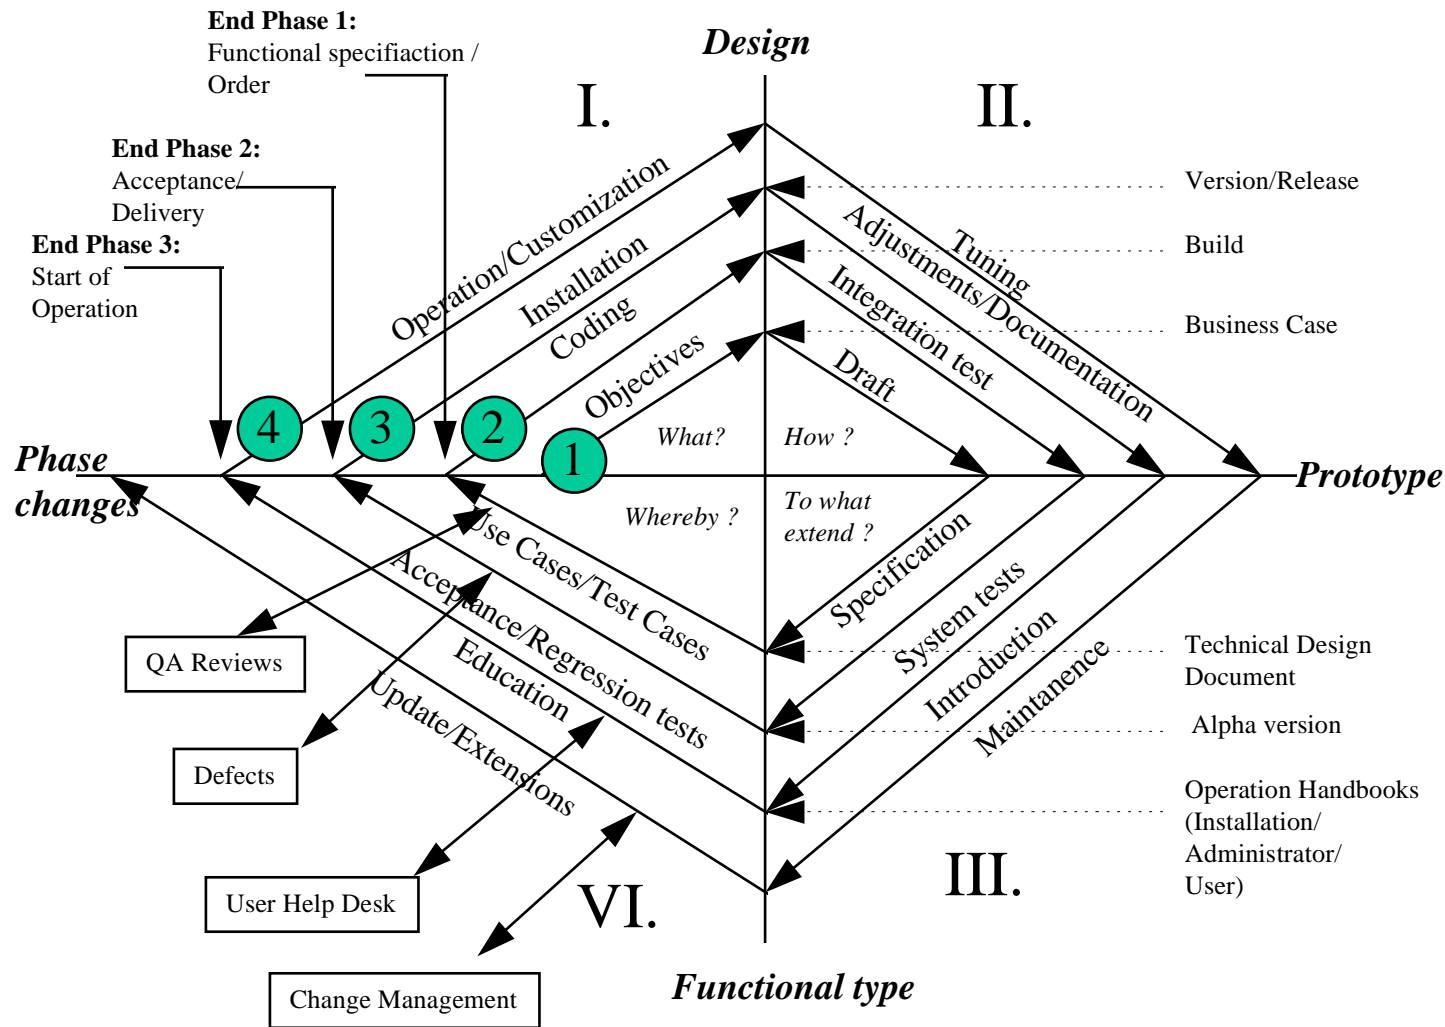 End Phase 1:
Functional specifiaction /
Order
Design
I.
II.
End Phase 2:
Acceptance/
Delivery
End Phase 3:
Start of
Operation
Operation/Customization
Installation
Coding
Objectives
Tuning
Adjustments/Documentation
Integration test
Draft
Version/Release
Build
Business Case
4
3
2
1
What?
How ?
Phase
changes
Prototype
Whereby ?
To what
extend ?
Use Cases/Test Cases
Acceptance/Regression tests
Education
Update/Extensions
Specification
System tests
Introduction
Maintanence
QA Reviews
Defects
User Help Desk
Change Management
Technical Design
Document
Alpha version
Operation Handbooks
(Installation/
Administrator/
User)
VI.
III.
Functional type